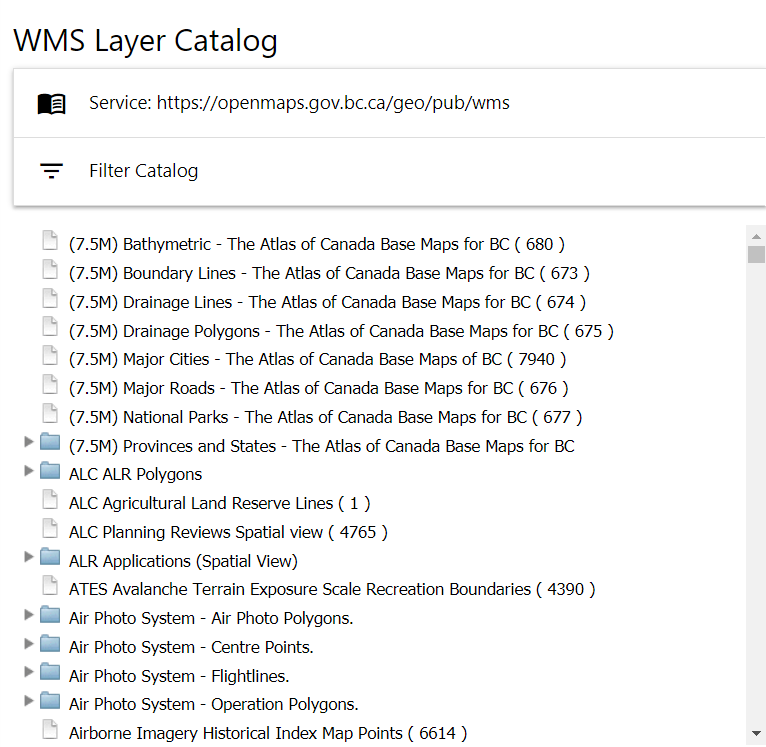 WMS Layer Catalog
Service: https://openmaps.gov.bc.ca/geo/pub/wms
Filter Catalog
(7.5M) Bathymetric - The Atlas of Canada Base Maps for BC ( 680 )
(7.5M) Boundary Lines - The Atlas of Canada Base Maps for BC ( 673 )
(7.5M) Drainage Lines - The Atlas of Canada Base Maps for BC ( 674 )
(7.5M) Drainage Polygons - The Atlas of Canada Base Maps for BC ( 675 )
(7.5M) Major Cities - The Atlas of Canada Base Maps of BC ( 7940 )
(7.5M) Major Roads - The Atlas of Canada Base Maps for BC ( 676 )
(7.5M) National Parks - The Atlas of Canada Base Maps for BC ( 677 )
(7.5M) Provinces and States - The Atlas of Canada Base Maps for BC
ALC ALR Polygons
ALC Agricultural Land Reserve Lines ( 1 )
ALC Planning Reviews Spatial view ( 4765 )
ALR Applications (Spatial View)
ATES Avalanche Terrain Exposure Scale Recreation Boundaries ( 4390 )
Air Photo System - Air Photo Polygons.
Air Photo System - Centre Points.
Air Photo System - Flightlines.
Air Photo System - Operation Polygons.
Airborne Imagery Historical Index Map Points ( 6614 )